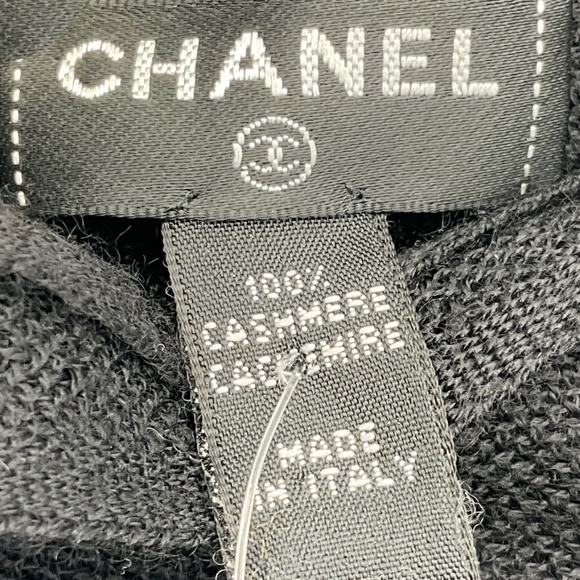 CHANEL
100%
CASHMERE
CACHEMIRE
MADE
IN ITALY